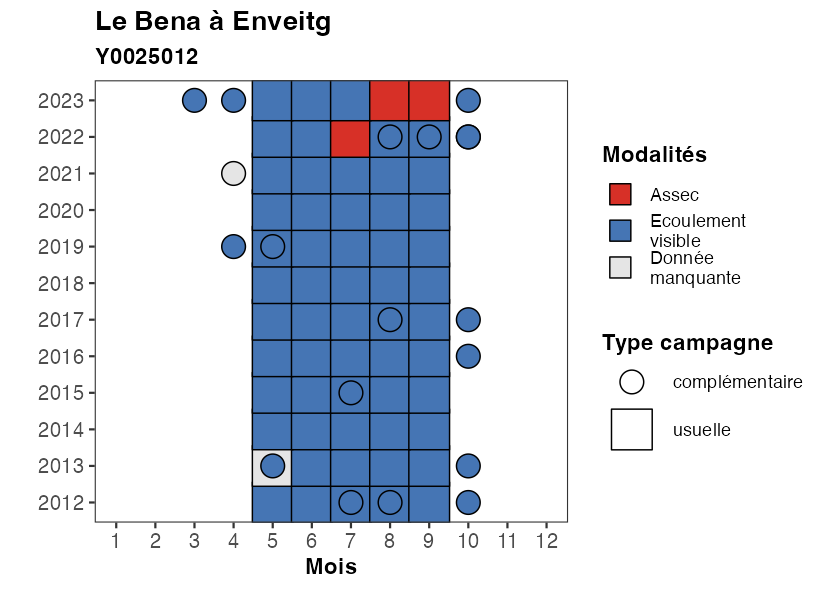 Le Bena à Enveitg
Y0025012
2023
2022
2021
2020
2019
2018
2017
2016
2015
2014
2013
2012
1 2 3 4 5 6 7 8 9 10 11 12
Mois
Modalités
Assec
Ecoulement
visible
Donnée
manquante
Type campagne
complémentaire
usuelle